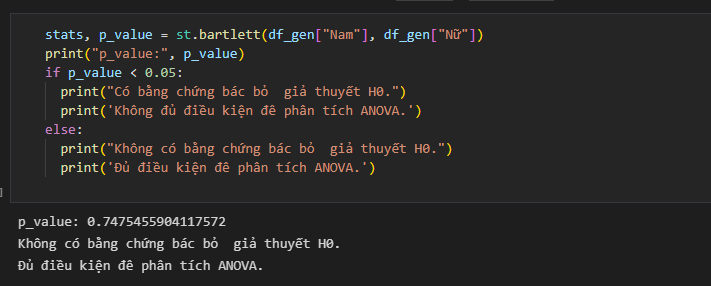 stats, p_value = st.bartlett(df_gen["Nam"], df_gen["Nữ"])
print("p_value:", p_value)
if p_value < 0.05:
  print("Có bằng chứng bác bỏ  giả thuyết H0.")
  print('Không đủ điều kiện đê phân tích ANOVA.')
else:
  print("Không có bằng chứng bác bỏ  giả thuyết H0.")
  print('Đủ điều kiện đê phân tích ANOVA.')
p_value: 0.7475455904117572
Không có bằng chứng bác bỏ  giả thuyết H0.
Đủ điều kiện đê phân tích ANOVA.